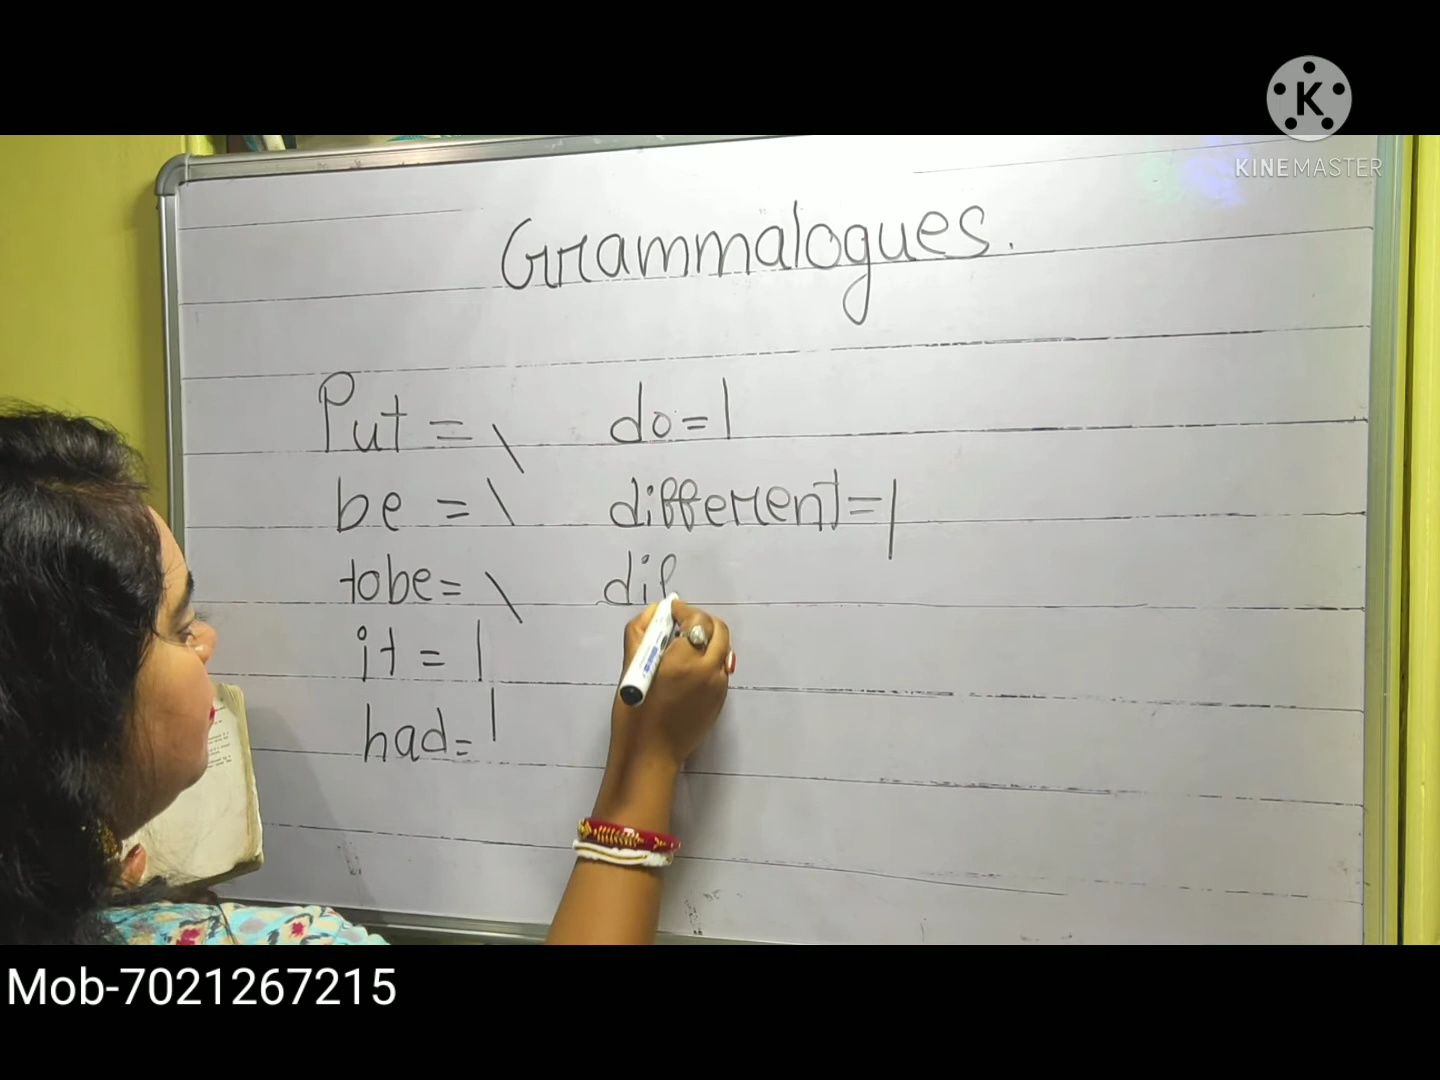 K
KINEMASTER
Grammalogues.
Put = \ do = |
be = \ different = |
tobe = \ dif
it = |
had = |
Mob-7021267215